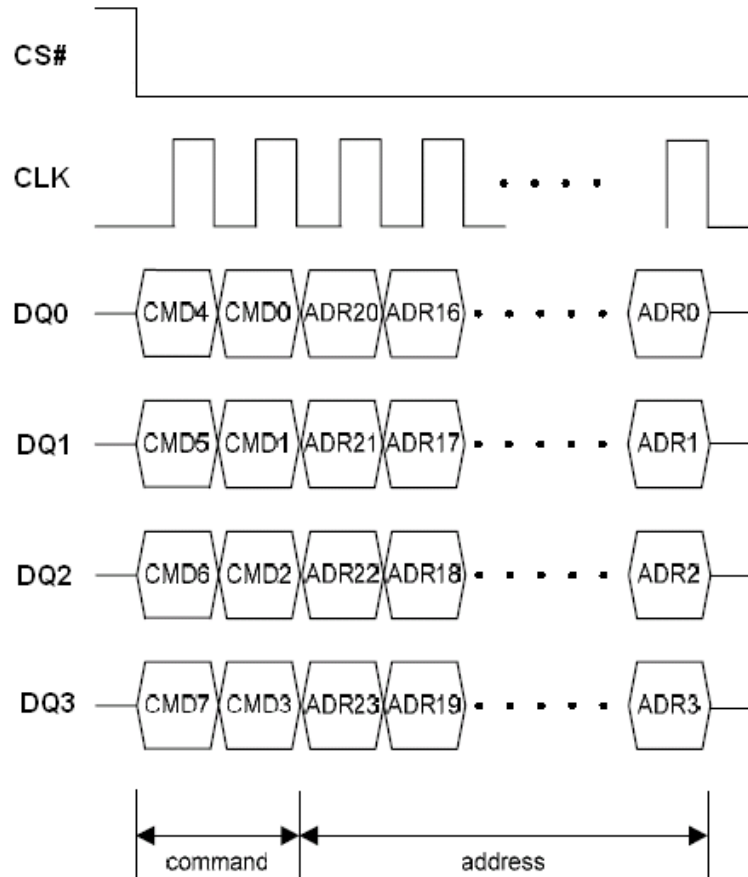 CS#
CLK
DQ0 CMD4 CMD0 ADR20 ADR16 ADR0
DQ1 CMD5 CMD1 ADR21 ADR17 ADR1
DQ2 CMD6 CMD2 ADR22 ADR18 ADR2
DQ3 CMD7 CMD3 ADR23 ADR19 ADR3
command address